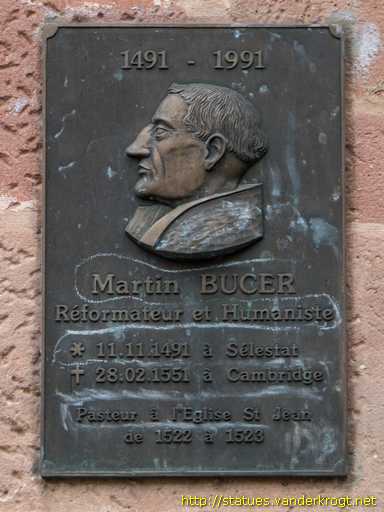 1491 - 1991
Martin BUCER
Réformateur et Humaniste
* 11.11.1491 à Sélestat
† 28.02.1551 à Cambridge
Pasteur à l'Eglise St Jean
de 1522 à 1523
http://statues.vanderkrogt.net